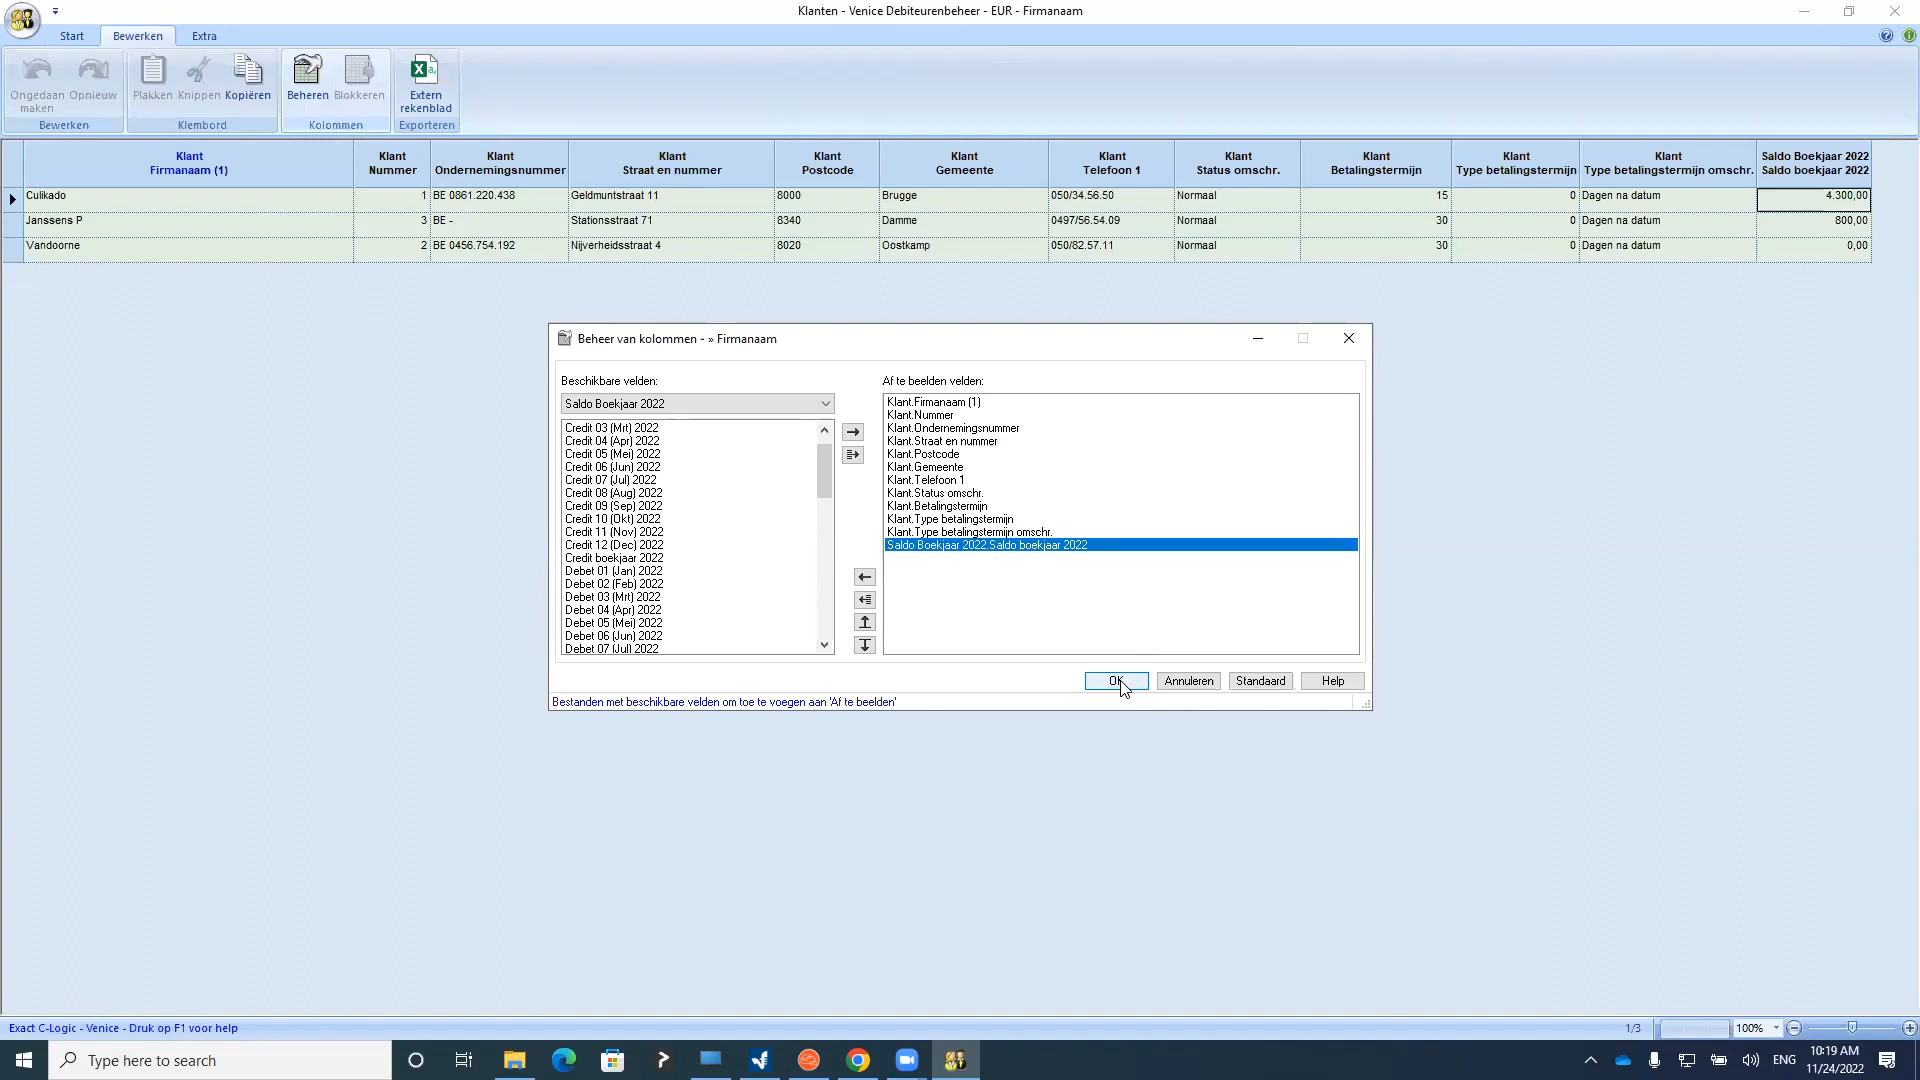 Klanten - Venice Debiteurenbeheer - EUR - Firmanaam
Start Bewerken Extra
Ongedaan maken Opnieuw
Bewerken
Plakken Knippen Kopiëren
Klembord
Beheren Blokkeren
Kolommen
Extern rekenblad
Exporteren
Klant Klant Klant Klant Klant Klant Klant Klant Klant Klant Klant Saldo Boekjaar 2022
Firmanaam (1) Nummer Ondernemingsnummer Straat en nummer Postcode Gemeente Telefoon 1 Status omschr. Betalingstermijn Type betalingstermijn Type betalingstermijn omschr. Saldo boekjaar 2022
Culikado 1 BE 0861.220.438 Geldmuntstraat 11 8000 Brugge 050/34.56.50 Normaal 15 0 Dagen na datum 4.300,00
Janssens P 3 BE - Stationsstraat 71 8340 Damme 0497/56.54.09 Normaal 30 0 Dagen na datum 800,00
Vandoorne 2 BE 0456.754.192 Nijverheidsstraat 4 8020 Oostkamp 050/82.57.11 Normaal 30 0 Dagen na datum 0,00
Beheer van kolommen - » Firmanaam
Beschikbare velden:
Saldo Boekjaar 2022
Credit 03 (Mrt) 2022
Credit 04 (Apr) 2022
Credit 05 (Mei) 2022
Credit 06 (Jun) 2022
Credit 07 (Jul) 2022
Credit 08 (Aug) 2022
Credit 09 (Sep) 2022
Credit 10 (Okt) 2022
Credit 11 (Nov) 2022
Credit 12 (Dec) 2022
Credit boekjaar 2022
Debet 01 (Jan) 2022
Debet 02 (Feb) 2022
Debet 03 (Mrt) 2022
Debet 04 (Apr) 2022
Debet 05 (Mei) 2022
Debet 06 (Jun) 2022
Debet 07 (Jul) 2022
Af te beelden velden:
Klant.Firmanaam (1)
Klant.Nummer
Klant.Ondernemingsnummer
Klant.Straat en nummer
Klant.Postcode
Klant.Gemeente
Klant.Telefoon 1
Klant.Status omschr.
Klant.Betalingstermijn
Klant.Type betalingstermijn
Klant.Type betalingstermijn omschr.
Saldo Boekjaar 2022.Saldo boekjaar 2022
OK Annuleren Standaard Help
Bestanden met beschikbare velden om toe te voegen aan 'Af te beelden'
Exact C-Logic - Venice - Druk op F1 voor help 1/3 100%
Type here to search ENG 10:19 AM
11/24/2022